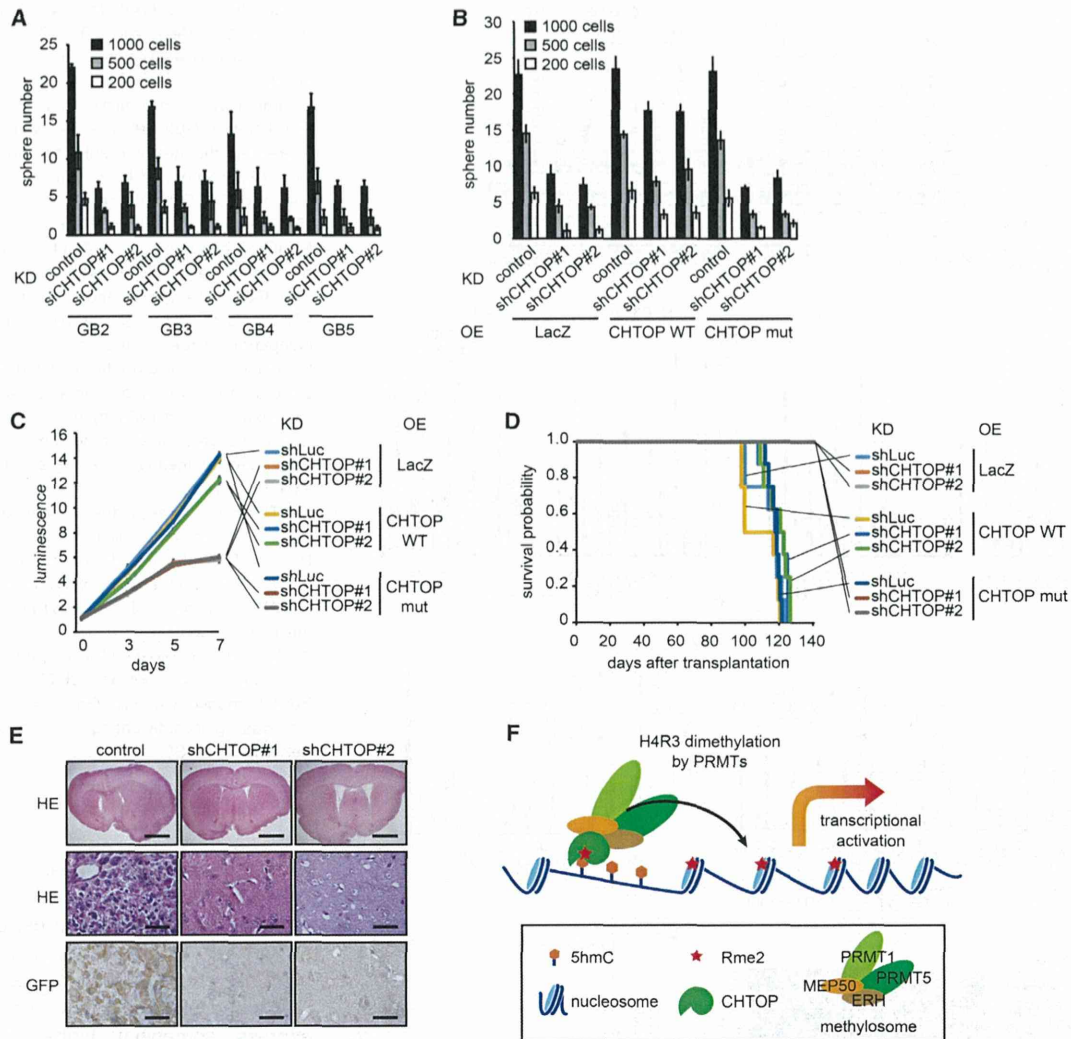 A
25
20
15
10
5
0
sphere number
1000 cells
500 cells
200 cells
KD
control
siCHTOP#1
siCHTOP#2
control
siCHTOP#1
siCHTOP#2
control
siCHTOP#1
siCHTOP#2
control
siCHTOP#1
siCHTOP#2
GB2
GB3
GB4
GB5
B
30
25
20
15
10
5
0
sphere number
1000 cells
500 cells
200 cells
KD
control
shCHTOP#1
shCHTOP#2
control
shCHTOP#1
shCHTOP#2
control
shCHTOP#1
shCHTOP#2
OE
LacZ
CHTOP WT
CHTOP mut
C
16
14
12
10
8
5
4
2
0
luminescence
0 3 5 7
days
KD OE
shLuc
shCHTOP#1
shCHTOP#2
LacZ
shLuc
shCHTOP#1
shCHTOP#2
CHTOP
WT
shLuc
shCHTOP#1
shCHTOP#2
CHTOP
mut
D
1.0
0.8
0.6
0.4
0.2
0
survival probability
0 20 40 60 80 100 120 140
days after transplantation
KD OE
shLuc
shCHTOP#1
shCHTOP#2
LacZ
shLuc
shCHTOP#1
shCHTOP#2
CHTOP WT
shLuc
shCHTOP#1
shCHTOP#2
CHTOP mut
E
control shCHTOP#1 shCHTOP#2
HE
HE
GFP
F
H4R3 dimethylation
by PRMTs
transcriptional
activation
5hmC
Rme2
nucleosome
CHTOP
PRMT1
PRMT5
MEP50
ERH
methylosome